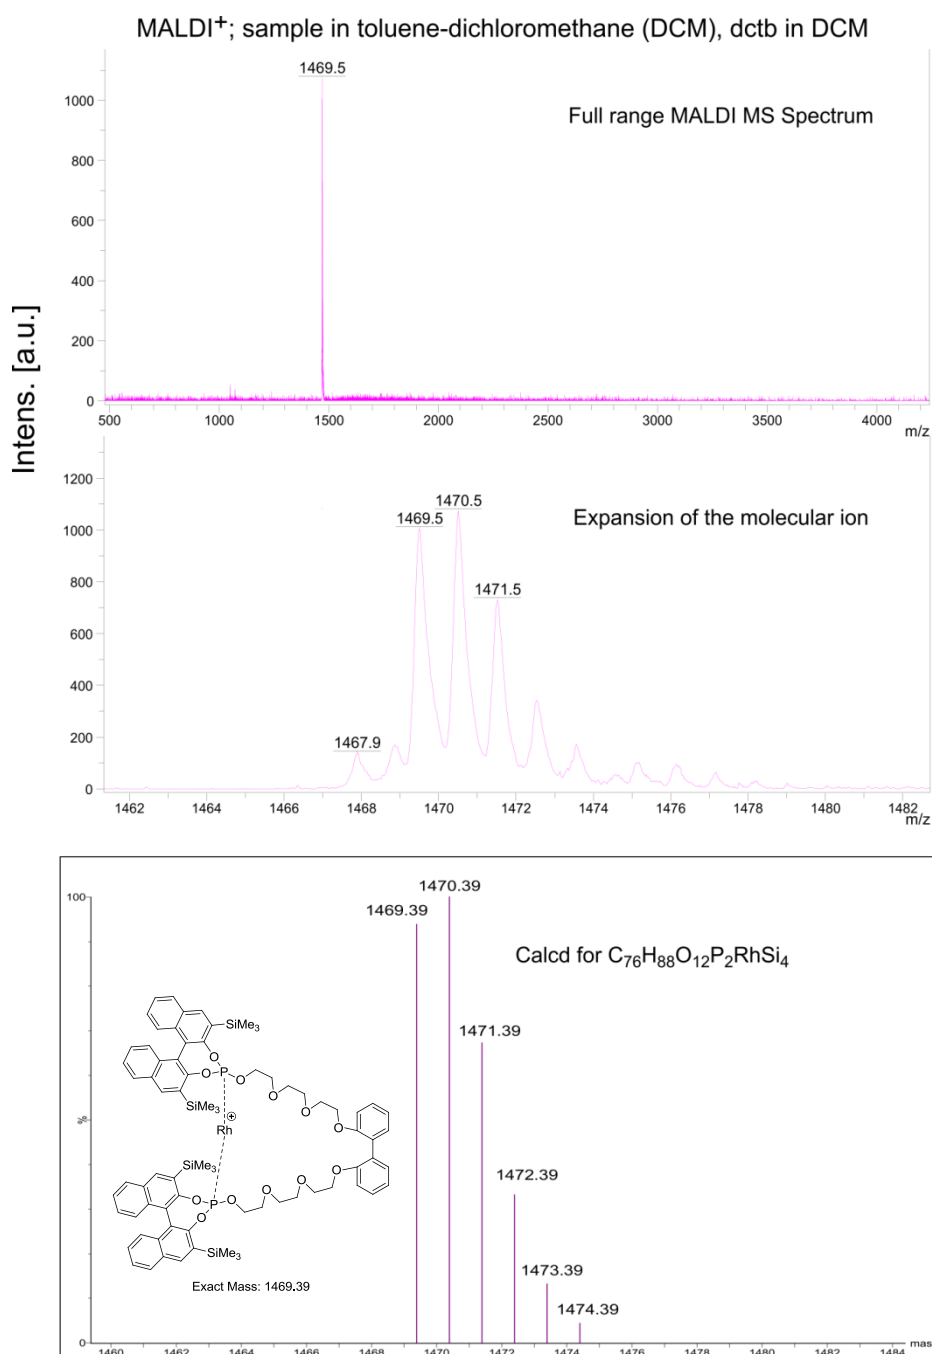 MALDI+; sample in toluene-dichloromethane (DCM), dctb in DCM
1469.5
Full range MALDI MS Spectrum
1000
800
600
400
200
0
500 1000 1500 2000 2500 3000 3500 4000
m/z
Intens. [a.u.]
1470.5
1469.5
Expansion of the molecular ion
1471.5
1467.9
1200
1000
800
600
400
200
0
1462 1464 1466 1468 1470 1472 1474 1476 1478 1480 1482
m/z
100
1470.39
1469.39
Calcd for C76H88O12P2RhSi4
1471.39
1472.39
1473.39
1474.39
%
0
SiMe3
O
O P O
O
O
O
SiMe3
Rh ⊕
SiMe3
O
O P O
O
O
O
SiMe3
Exact Mass: 1469.39
1460 1462 1464 1466 1468 1470 1472 1474 1476 1478 1480 1482 1484
mass